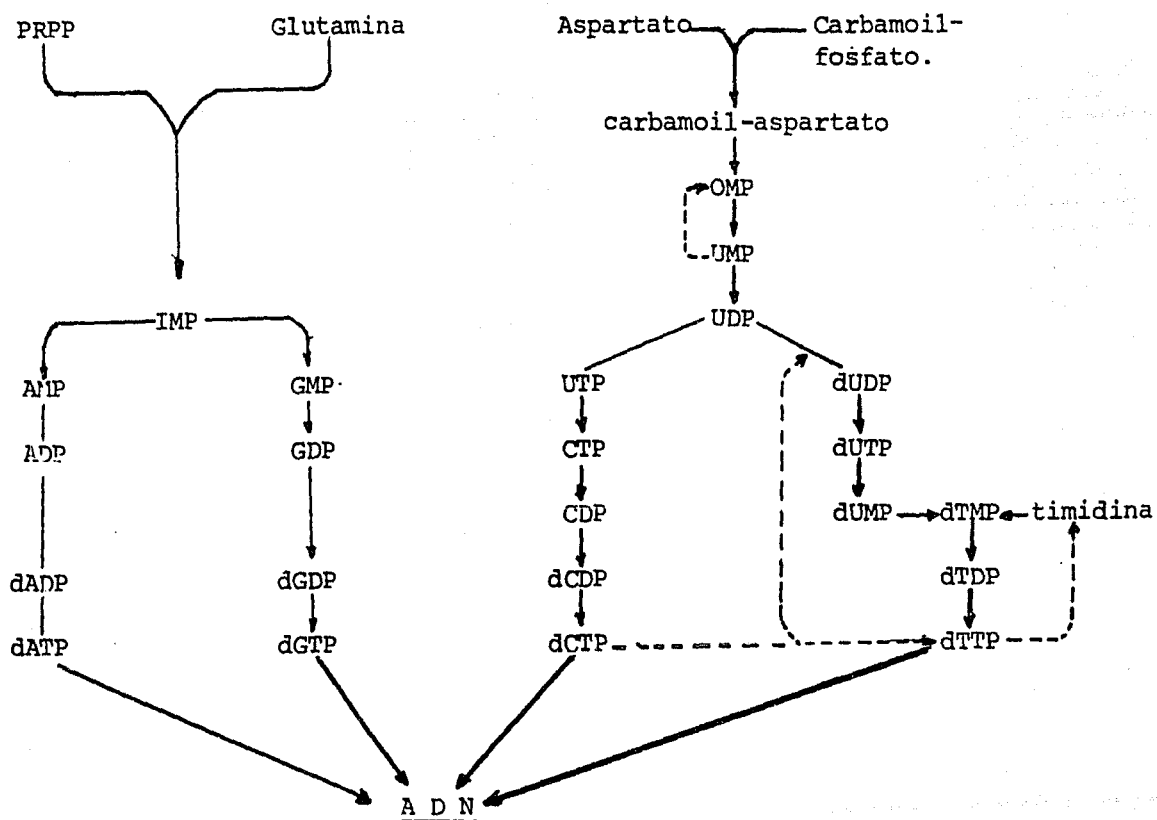 PRPP Glutamina Aspartato Carbamoil-
fosfato.
carbamoil-aspartato
OMP
UMP
IMP UDP
AMP GMP UTP dUDP
ADP GDP CTP dUTP
CDP dUMP dTMP timidina
dADP dGDP dCDP dTDP
dATP dGTP dCTP dTTP
A D N